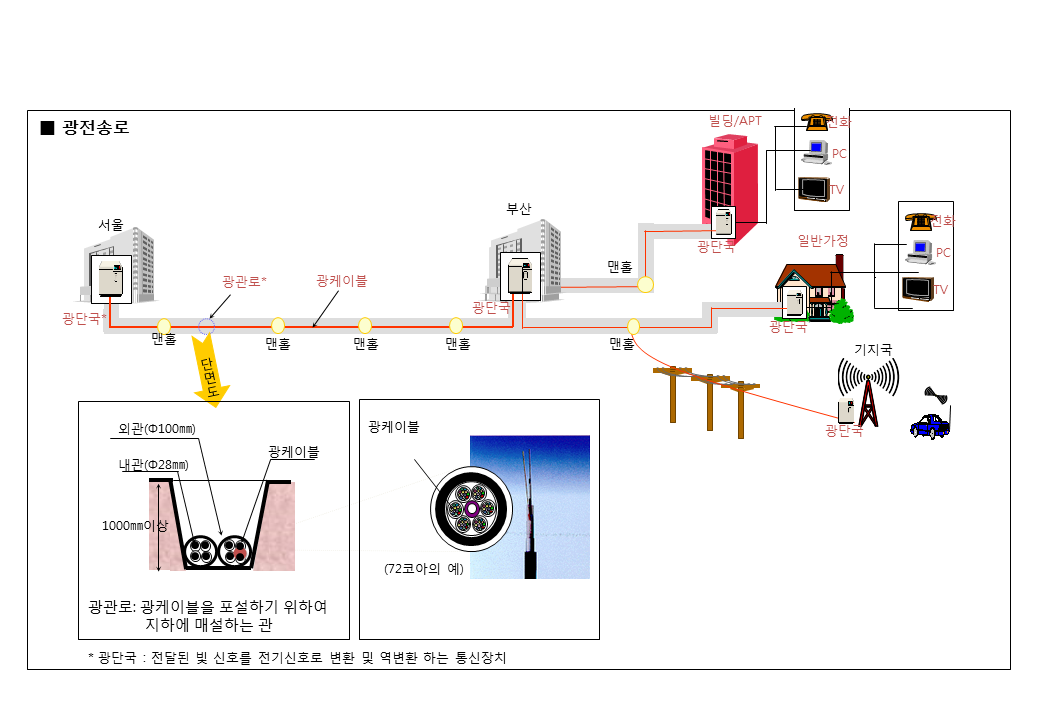 ■ 광전송로
빌딩/APT
전화
PC
TV
서울
부산
광단국
일반가정
전화
PC
TV
맨홀
광관로*
광케이블
광단국*
광단국
광단국
맨홀
맨홀
맨홀
맨홀
맨홀
기지국
단면도
광단국
외관(Φ100㎜)
내관(Φ28㎜)
광케이블
1000㎜이상
광관로: 광케이블을 포설하기 위하여
지하에 매설하는 관
광케이블
(72코아의 예)
* 광단국 : 전달된 빛 신호를 전기신호로 변환 및 역변환 하는 통신장치